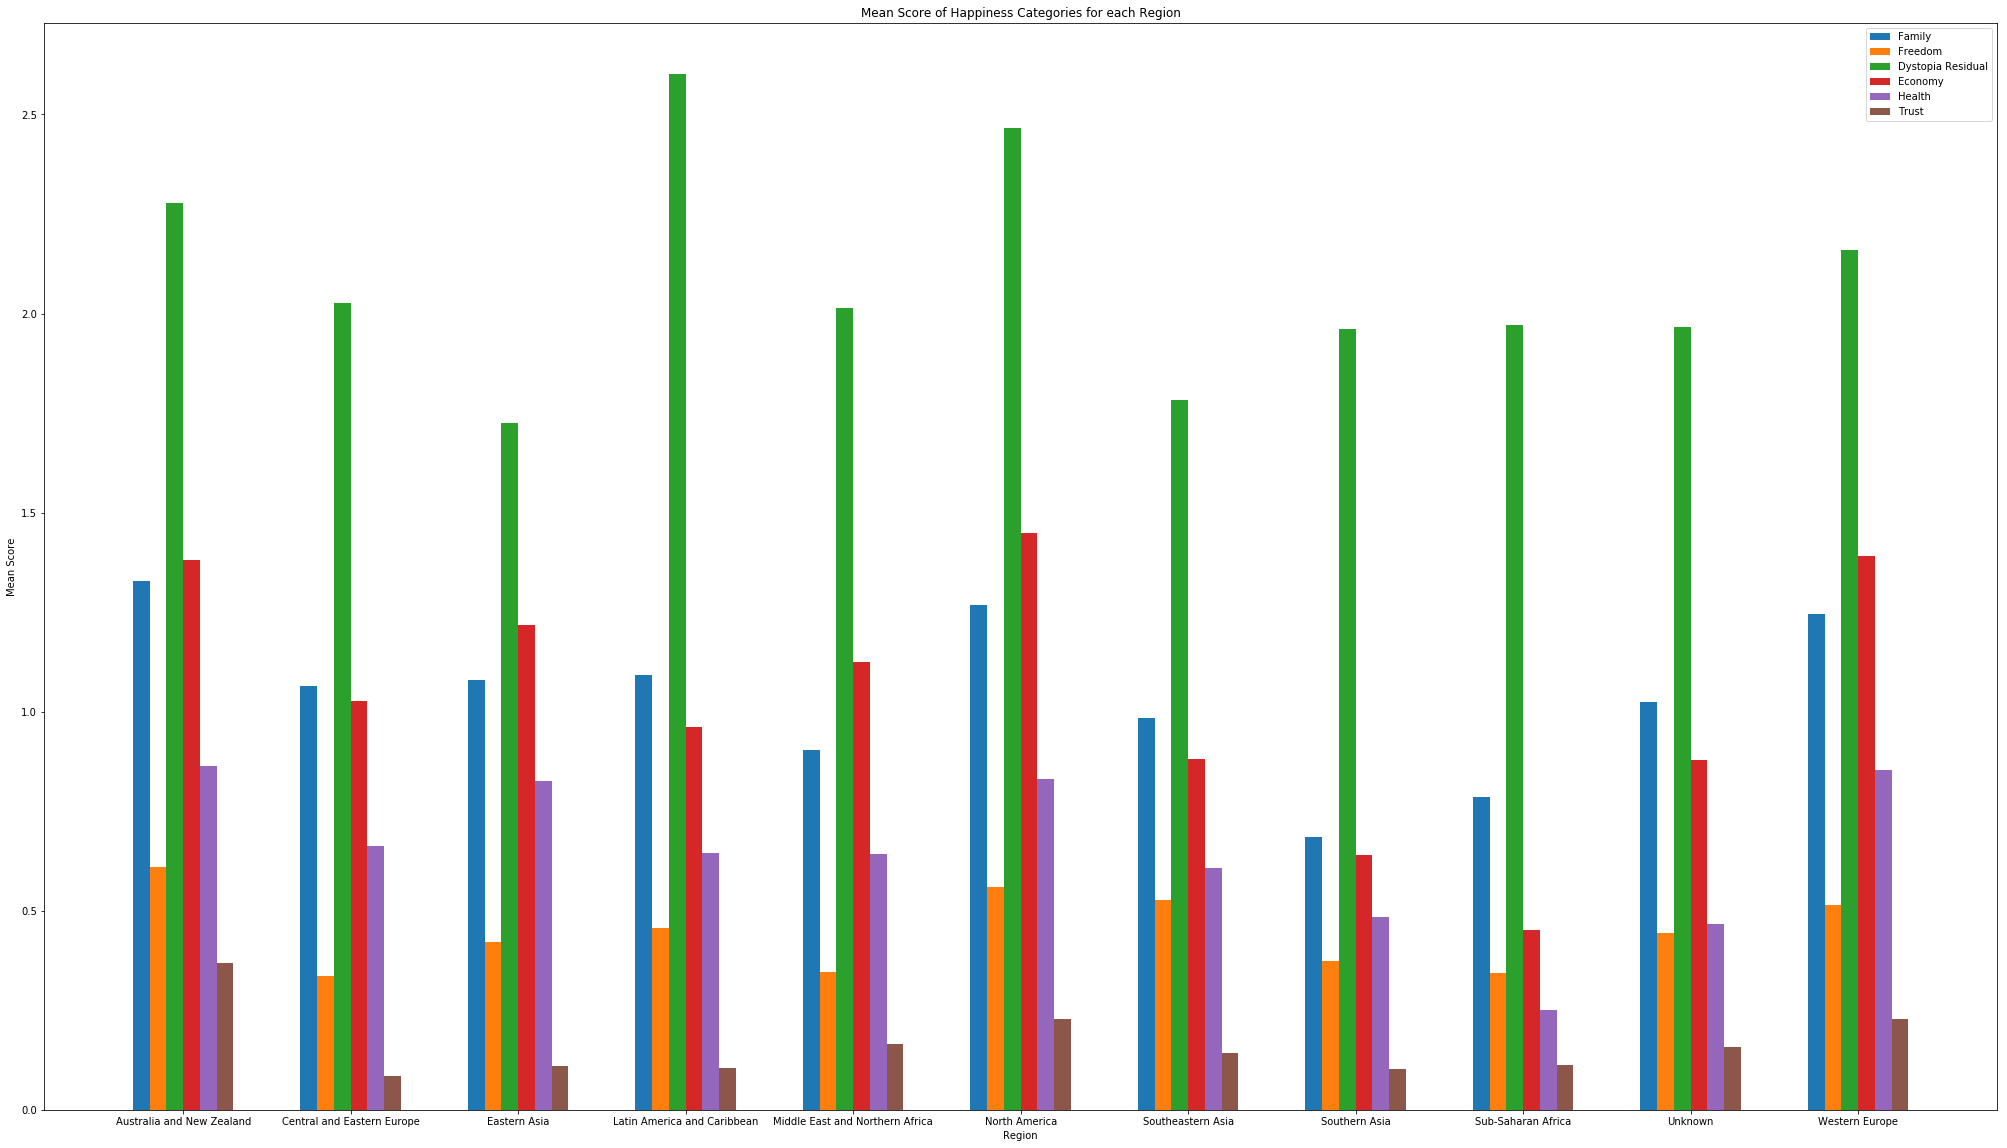 Mean Score of Happiness Categories for each Region
Family
Freedom
Dystopia Residual
Economy
Health
Trust
2.5
2.0
1.5
1.0
0.5
0.0
Mean Score
Australia and New Zealand
Central and Eastern Europe
Eastern Asia
Latin America and Caribbean
Middle East and Northern Africa
North America
Southeastern Asia
Southern Asia
Sub-Saharan Africa
Unknown
Western Europe
Region